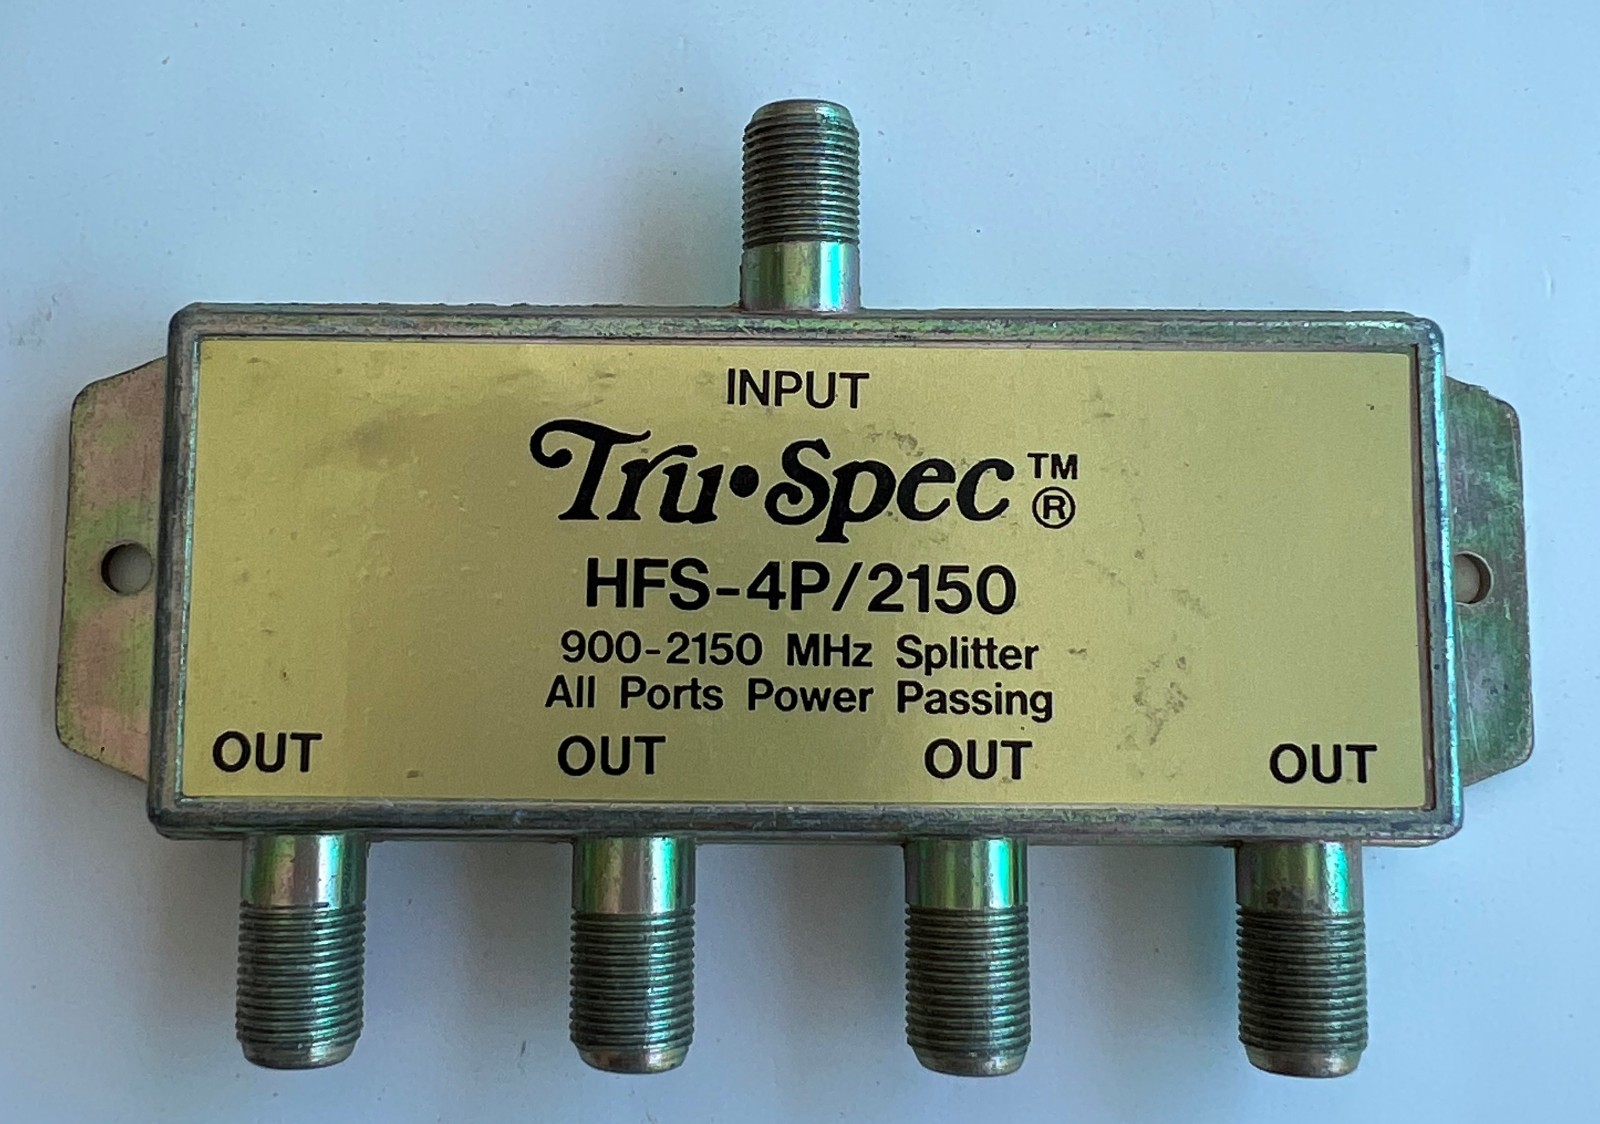 INPUT
Tru•Spec™®
HFS-4P/2150
900-2150 MHz Splitter
All Ports Power Passing
OUT OUT OUT OUT